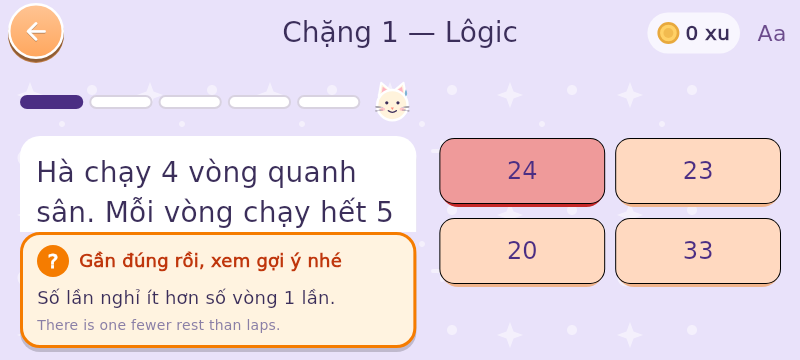 Chặng 1 — Lôgic
0 xu
Aa
Hà chạy 4 vòng quanh
sân. Mỗi vòng chạy hết 5
?
Gần đúng rồi, xem gợi ý nhé
Số lần nghỉ ít hơn số vòng 1 lần.
There is one fewer rest than laps.
24
23
20
33